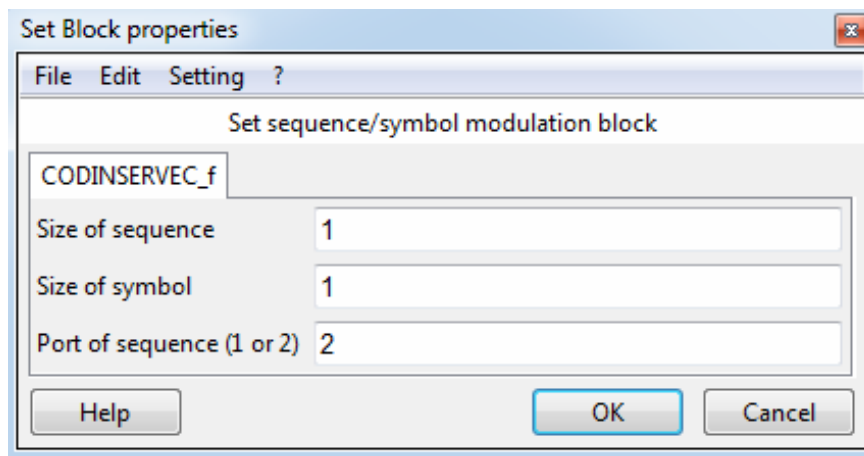 Set Block properties
File Edit Setting ?
Set sequence/symbol modulation block
CODINSERVEC_f
Size of sequence 1
Size of symbol 1
Port of sequence (1 or 2) 2
Help OK Cancel